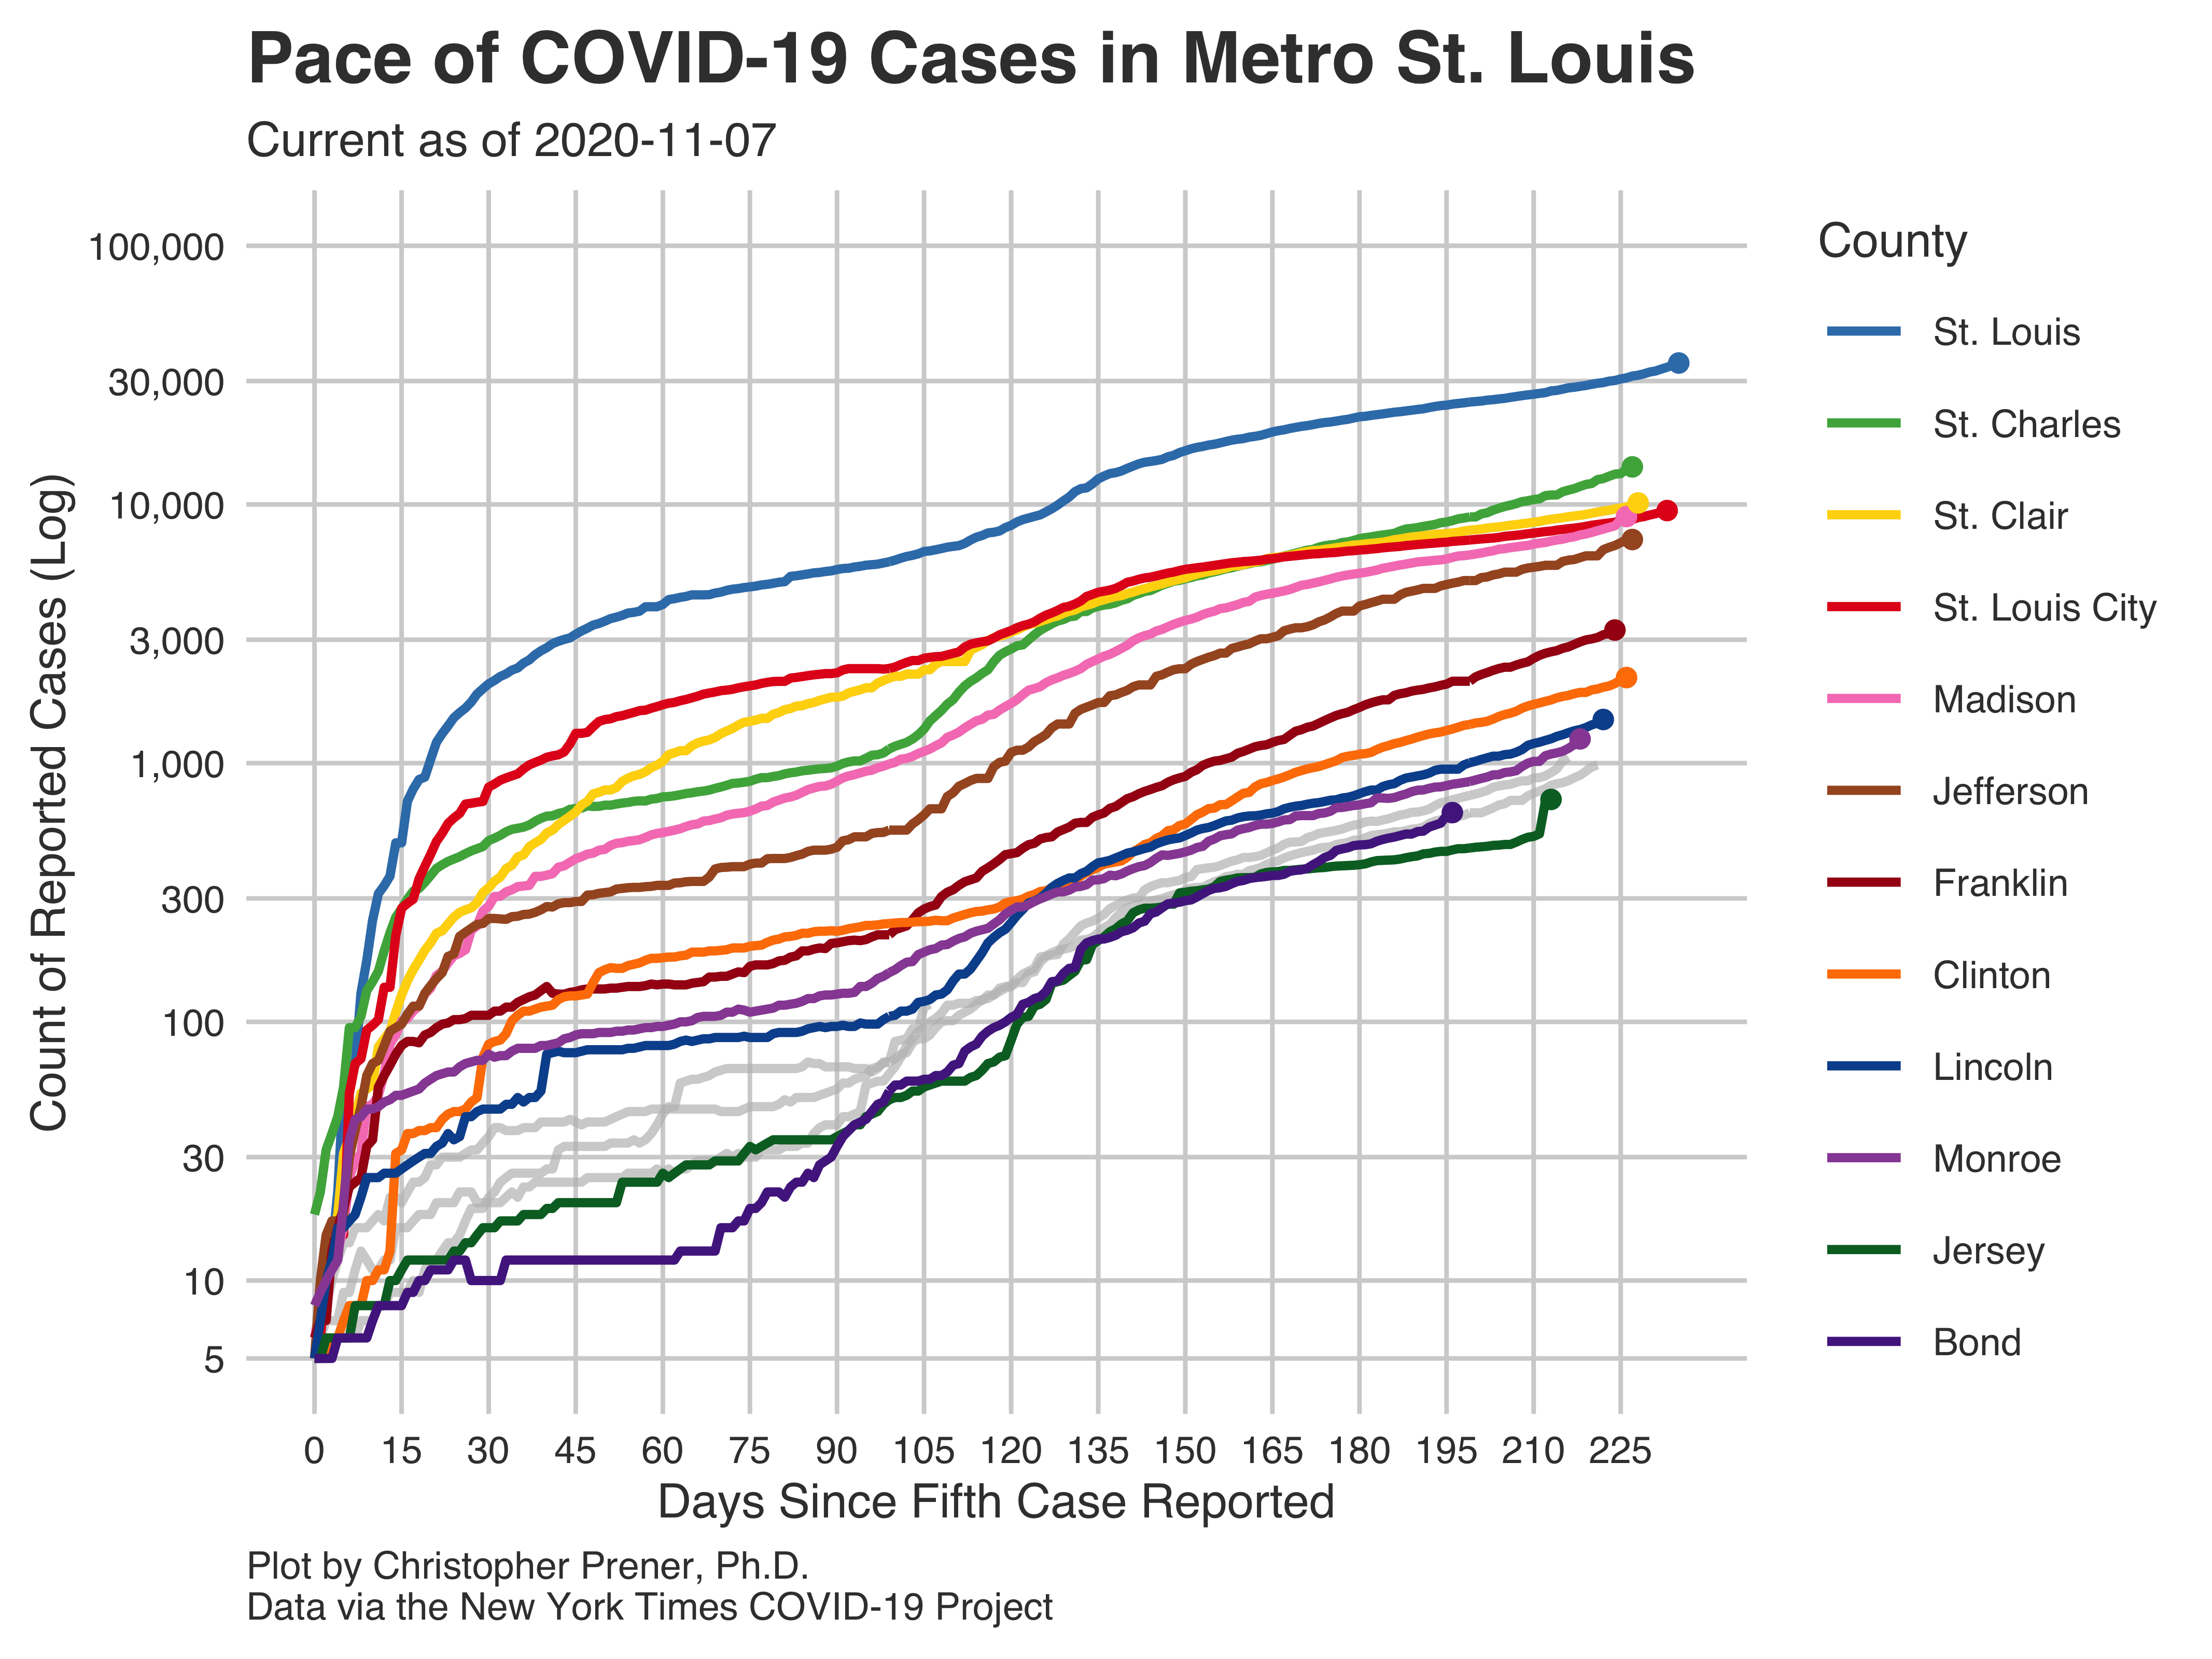 Pace of COVID-19 Cases in Metro St. Louis
Current as of 2020-11-07
Count of Reported Cases (Log)
100,000
30,000
10,000
3,000
1,000
300
100
30
10
5
0 15 30 45 60 75 90 105 120 135 150 165 180 195 210 225
Days Since Fifth Case Reported
County
St. Louis
St. Charles
St. Clair
St. Louis City
Madison
Jefferson
Franklin
Clinton
Lincoln
Monroe
Jersey
Bond
Plot by Christopher Prener, Ph.D.
Data via the New York Times COVID-19 Project